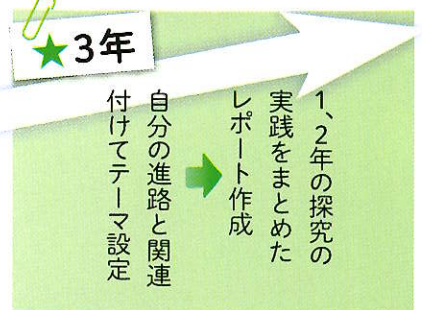 ★3年
1、2年の探究の
実践をまとめた
レポート作成
自分の進路と関連
付けてテーマ設定